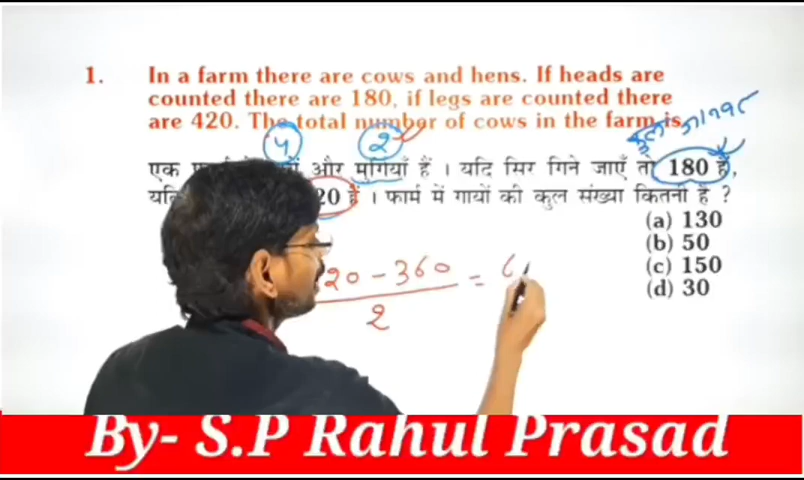 1. In a farm there are cows and hens. If heads are
counted there are 180, if legs are counted there
are 420. The total number of cows in the farm is
4 2 कुल जानवर
एक और मुर्गियाँ हैं । यदि सिर गिने जाएँ तो 180 हैं,
20 हैं । फार्म में गायों की कुल संख्या कितनी है ?
(a) 130
(b) 50
(c) 150
(d) 30
20 - 360 =
2
By- S.P Rahul Prasad